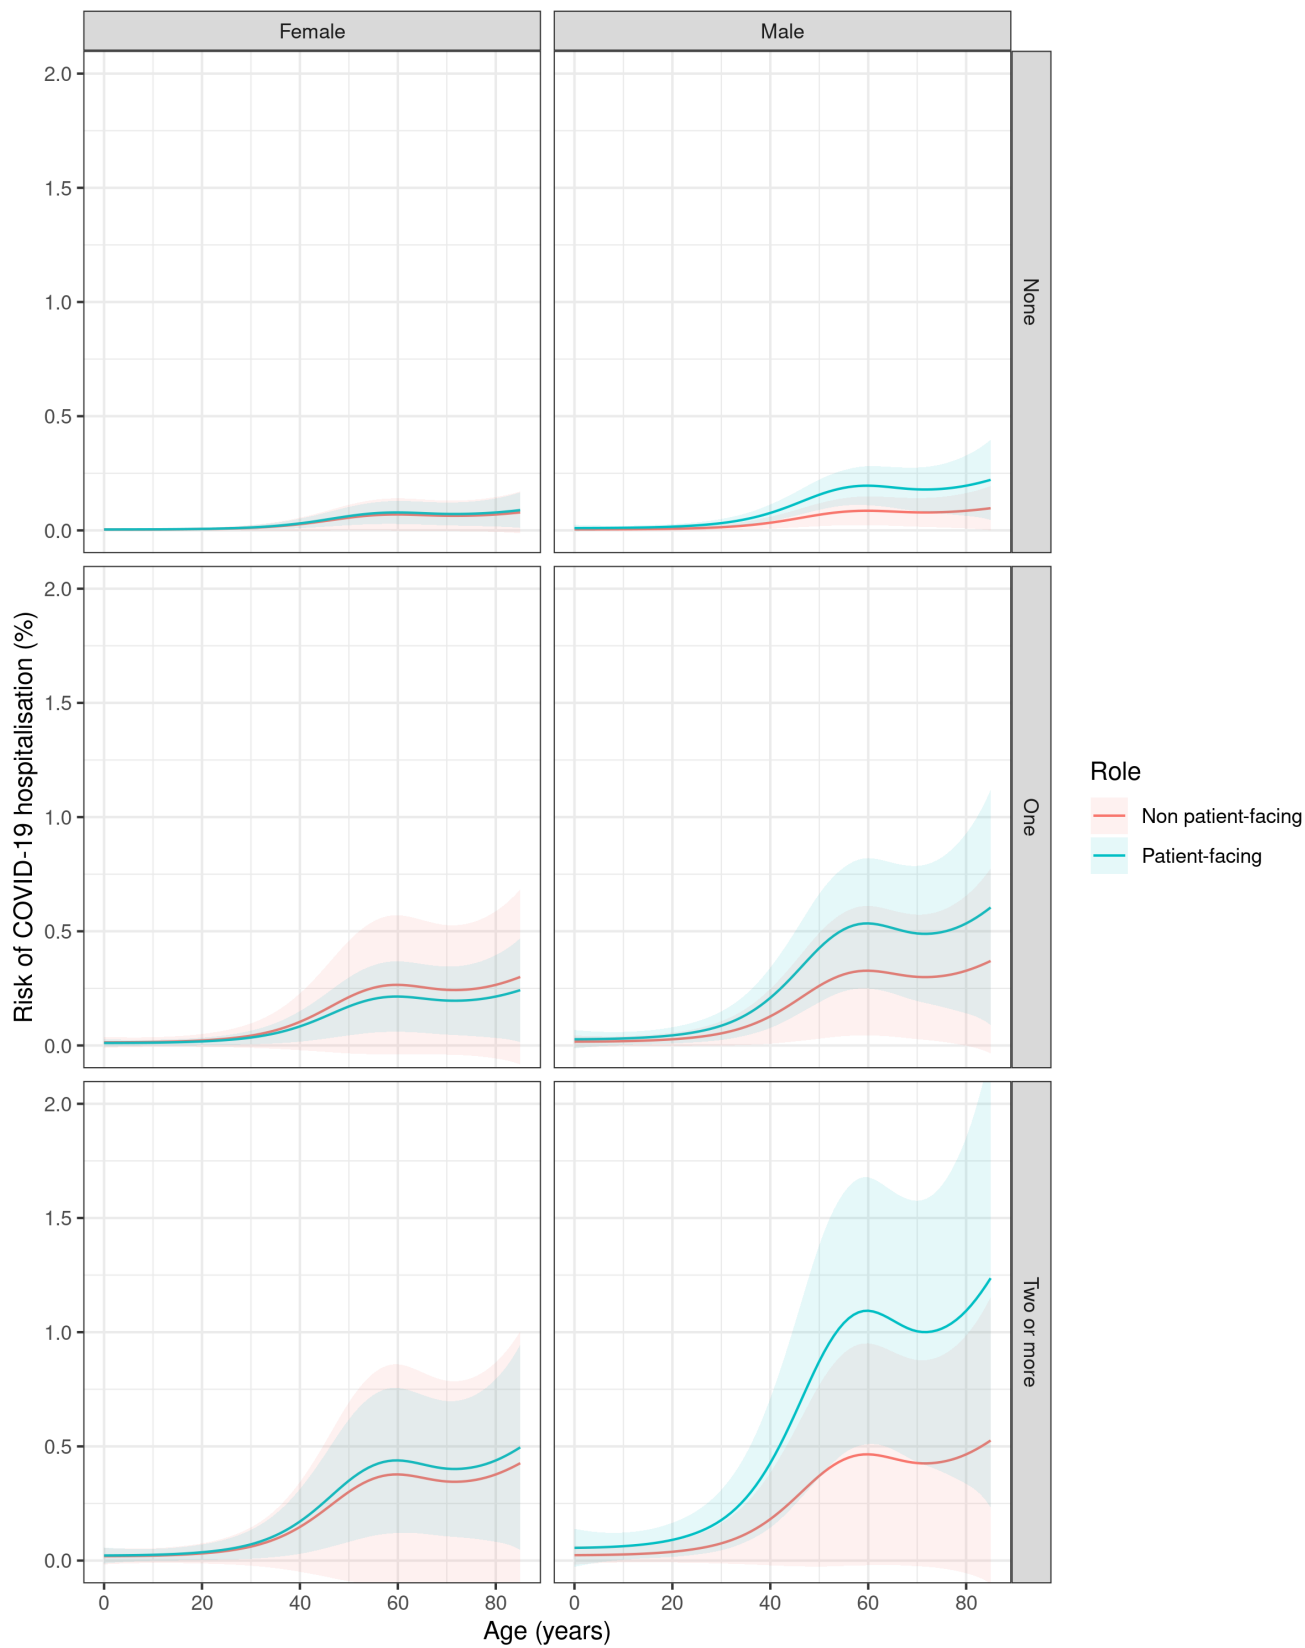 Female
Male
2.0
1.5
1.0
0.5
0.0
None
2.0
1.5
1.0
0.5
0.0
One
Risk of COVID-19 hospitalisation (%)
Role
Non patient-facing
Patient-facing
2.0
1.5
1.0
0.5
0.0
Two or more
0 20 40 60 80 0 20 40 60 80
Age (years)